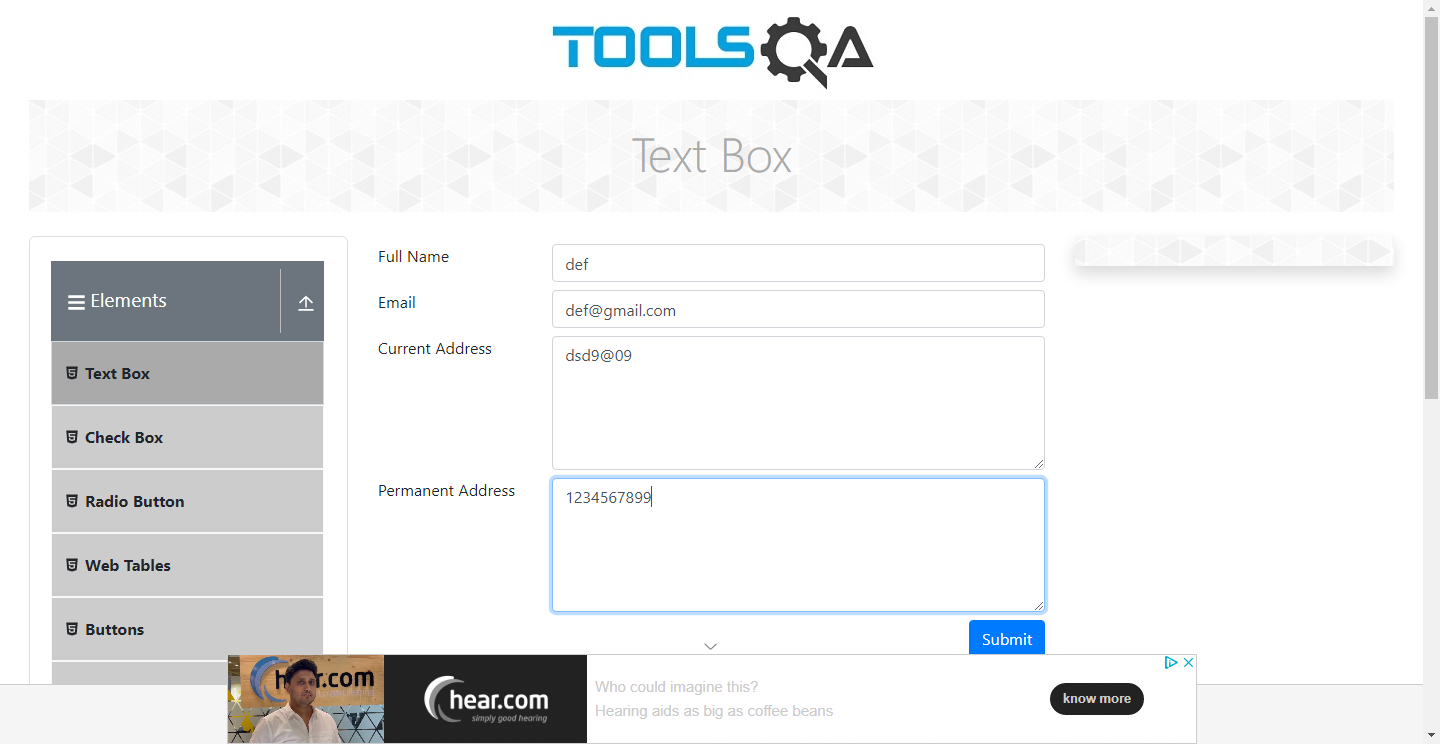 TOOLSQA
Text Box
Elements
Text Box
Check Box
Radio Button
Web Tables
Buttons
Full Name
def
Email
def@gmail.com
Current Address
dsd9@09
Permanent Address
1234567899
Submit
hear.com
hear.com
simply good hearing
Who could imagine this?
Hearing aids as big as coffee beans
know more